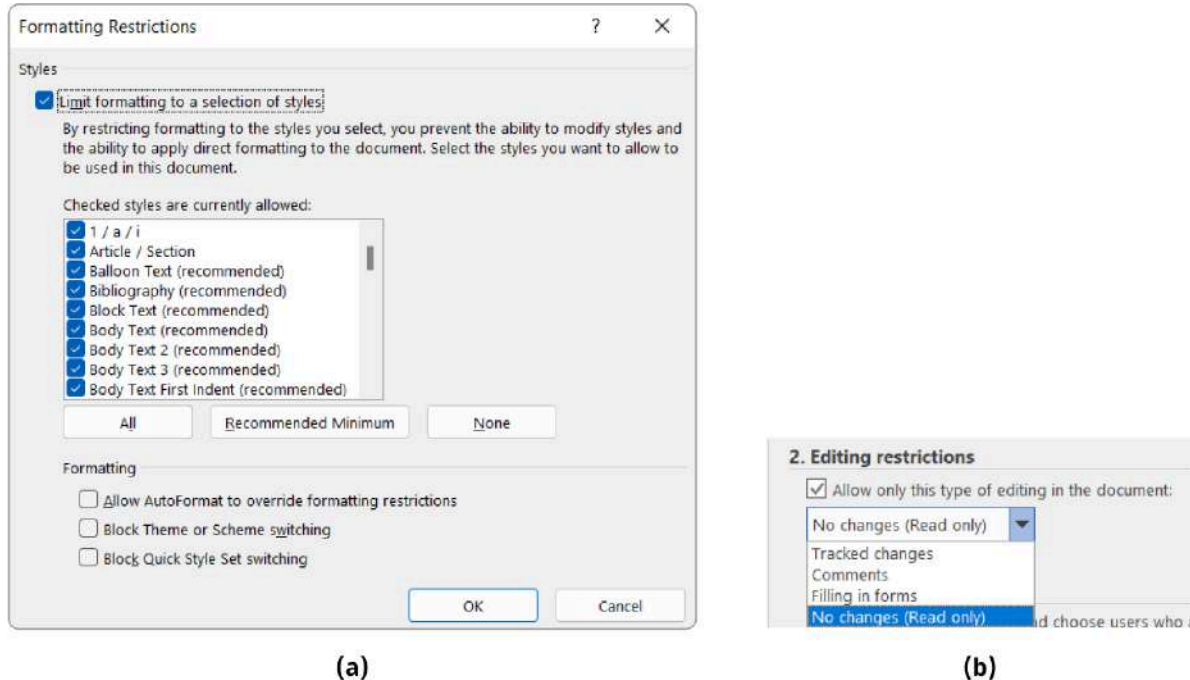 Formatting Restrictions
?
Styles
Limit formatting to a selection of styles
By restricting formatting to the styles you select, you prevent the ability to modify styles and
the ability to apply direct formatting to the document. Select the styles you want to allow to
be used in this document.
Checked styles are currently allowed:
1 / a / i
Article / Section
Balloon Text (recommended)
Bibliography (recommended)
Block Text (recommended)
Body Text (recommended)
Body Text 2 (recommended)
Body Text 3 (recommended)
Body Text First Indent (recommended)
All
Recommended Minimum
None
Formatting
Allow AutoFormat to override formatting restrictions
Block Theme or Scheme switching
Block Quick Style Set switching
OK
Cancel
(a)
2. Editing restrictions
Allow only this type of editing in the document:
No changes (Read only)
Tracked changes
Comments
Filling in forms
No changes (Read only)
choose users who
(b)